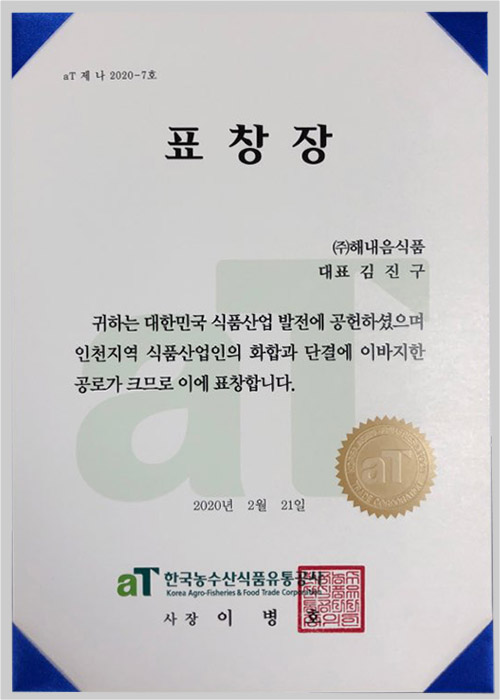 aT 제 나 2020-7호
표 창 장
(주)해내음식품
대표 김 진 구
귀하는 대한민국 식품산업 발전에 공헌하셨으며
인천지역 식품산업인의 화합과 단결에 이바지한
공로가 크므로 이에 표창합니다.
aT
2020년 2월 21일
aT 한국농수산식품유통공사
Korea Agro-Fisheries & Food Trade Corporation
사 장 이 병 호